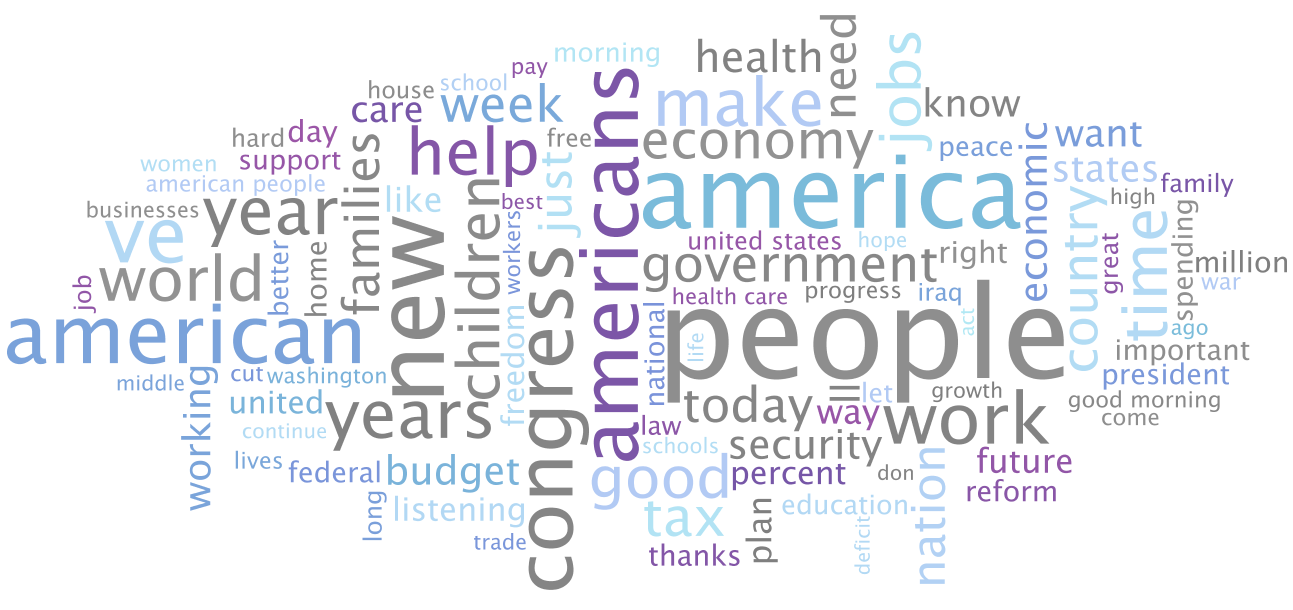 morning
health
need
jobs
pay
house
school
care
week
make
know
americans
hard
day
help
free
economy
peace
economic
want
women
support
families
just
america
states
american people
like
children
best
workers
country
high
family
businesses
year
new
ve
united states
hope
right
time
great
spending
million
world
better
home
government
job
health care
progress
iraq
war
american
freedom
congress
national
life
people
act
ago
important
middle
working
cut
washington
president
united
years
today
way
ll
let
growth
work
good morning
come
continue
law
schools
security
lives
federal
budget
good
percent
don
nation
future
reform
long
listening
tax
plan
education
deficit
trade
thanks